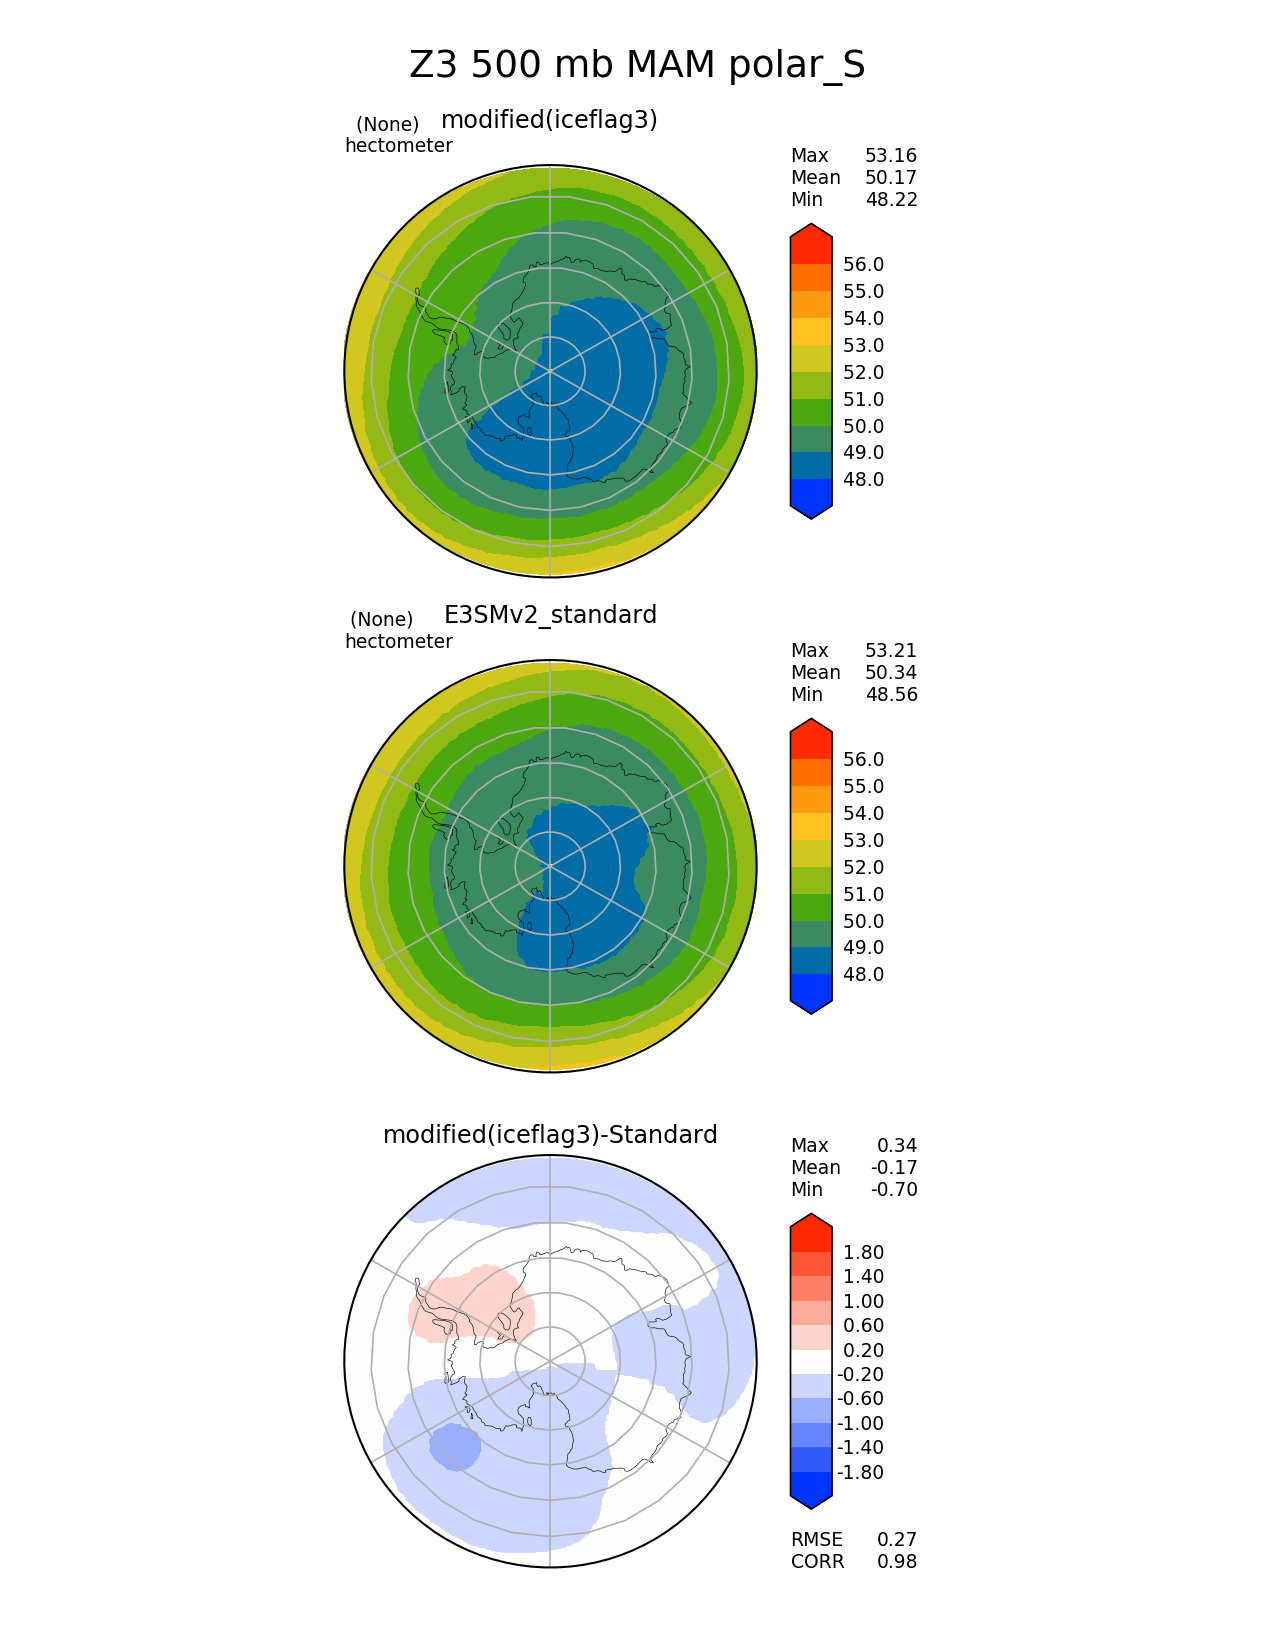 Z3 500 mb MAM polar_S
(None) modified(iceflag3)
hectometer
Max 53.16
Mean 50.17
Min 48.22
56.0
55.0
54.0
53.0
52.0
51.0
50.0
49.0
48.0
(None) E3SMv2_standard
hectometer
Max 53.21
Mean 50.34
Min 48.56
56.0
55.0
54.0
53.0
52.0
51.0
50.0
49.0
48.0
modified(iceflag3)-Standard
Max 0.34
Mean -0.17
Min -0.70
1.80
1.40
1.00
0.60
0.20
-0.20
-0.60
-1.00
-1.40
-1.80
RMSE 0.27
CORR 0.98